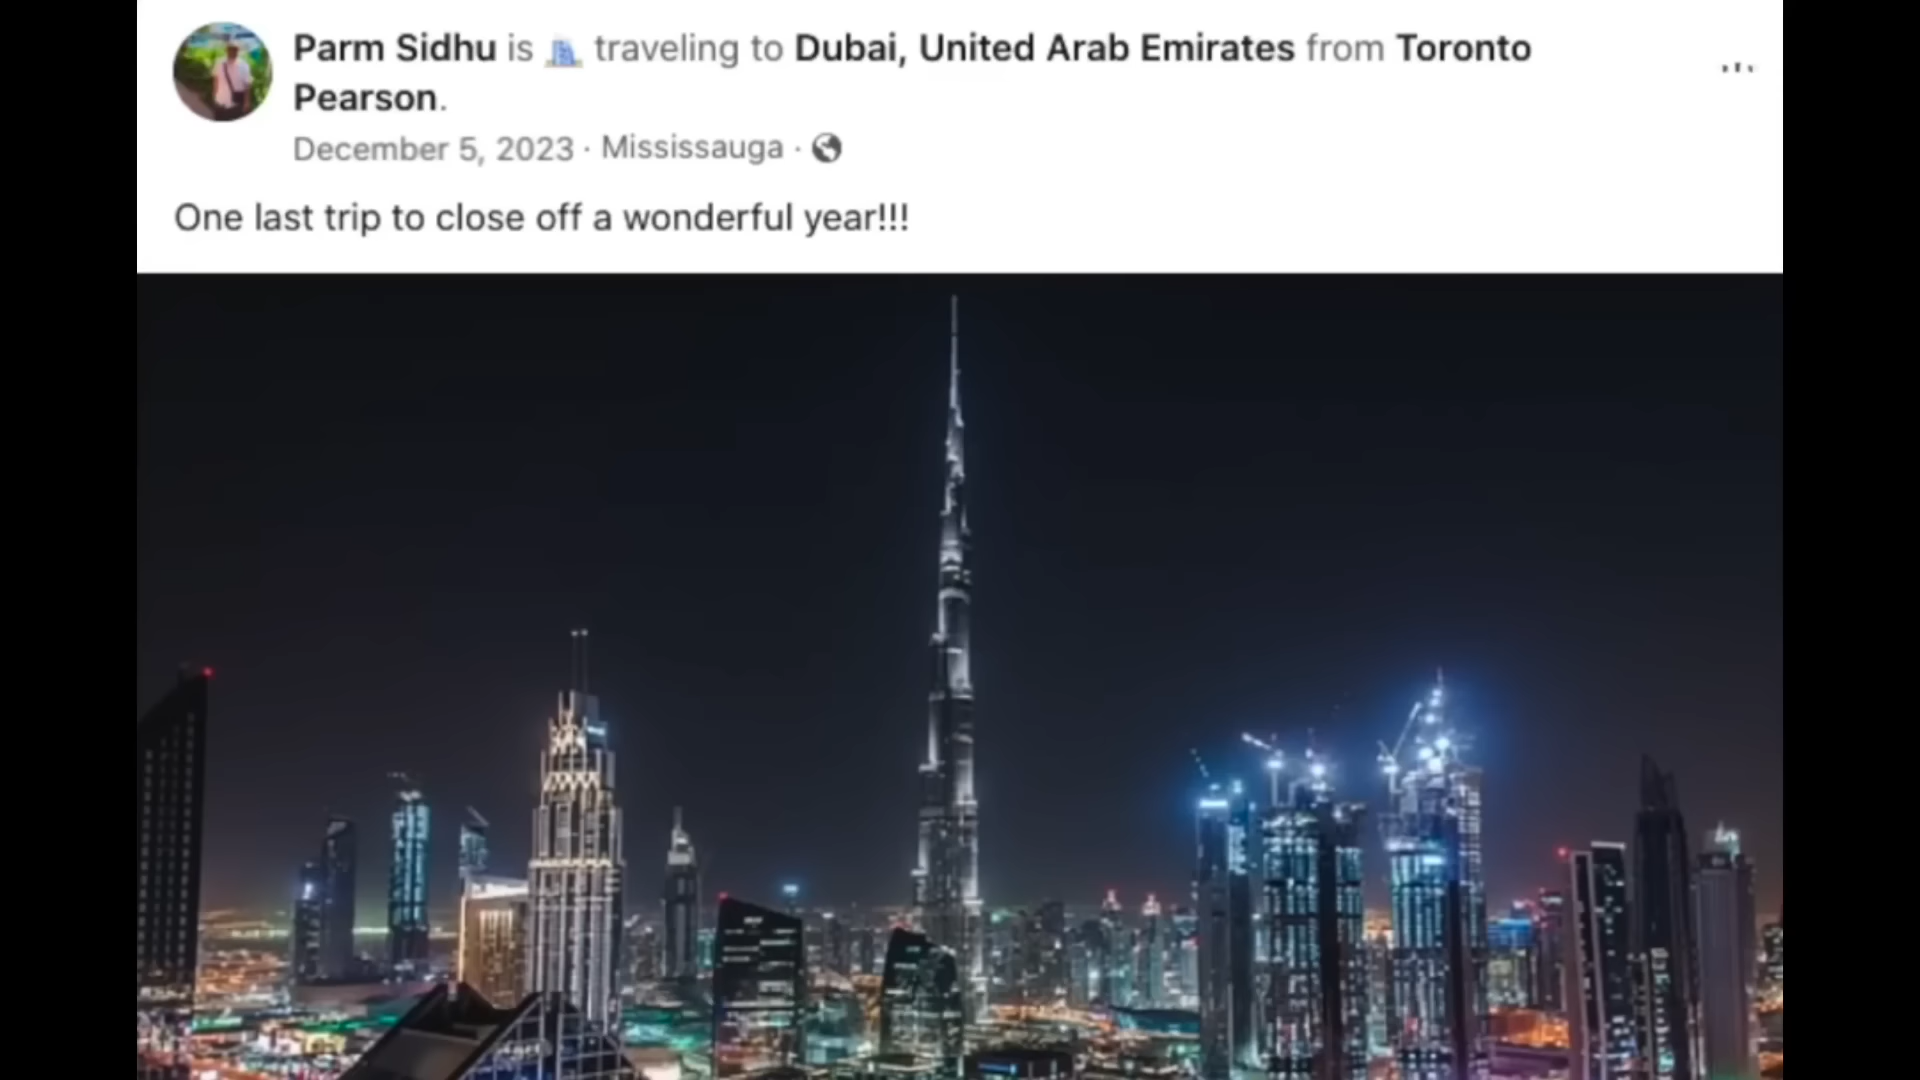 Parm Sidhu is traveling to Dubai, United Arab Emirates from Toronto
Pearson.
December 5, 2023 · Mississauga ·
One last trip to close off a wonderful year!!!